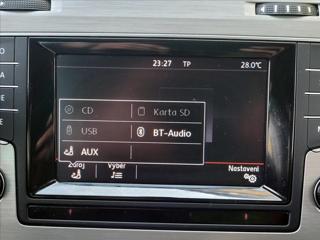 23:27 TP 28.0°C
CD Karta SD
USB BT-Audio
AUX
Zdroj Výběr Nastavení